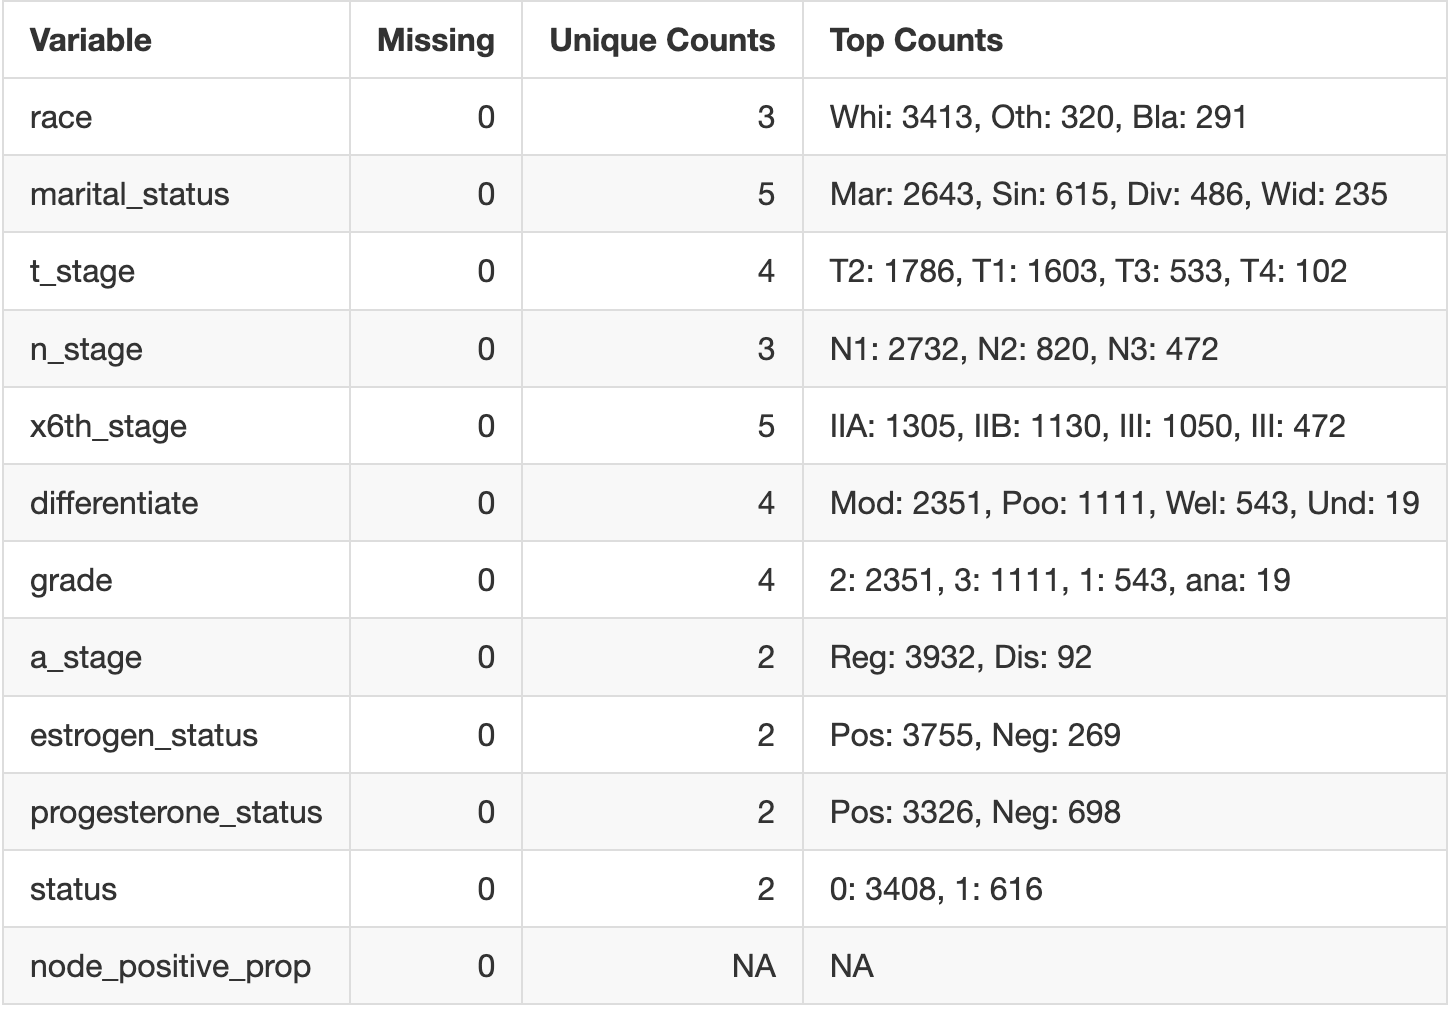 Variable Missing Unique Counts Top Counts
race 0 3 Whi: 3413, Oth: 320, Bla: 291
marital_status 0 5 Mar: 2643, Sin: 615, Div: 486, Wid: 235
t_stage 0 4 T2: 1786, T1: 1603, T3: 533, T4: 102
n_stage 0 3 N1: 2732, N2: 820, N3: 472
x6th_stage 0 5 IIA: 1305, IIB: 1130, III: 1050, III: 472
differentiate 0 4 Mod: 2351, Poo: 1111, Wel: 543, Und: 19
grade 0 4 2: 2351, 3: 1111, 1: 543, ana: 19
a_stage 0 2 Reg: 3932, Dis: 92
estrogen_status 0 2 Pos: 3755, Neg: 269
progesterone_status 0 2 Pos: 3326, Neg: 698
status 0 2 0: 3408, 1: 616
node_positive_prop 0 NA NA